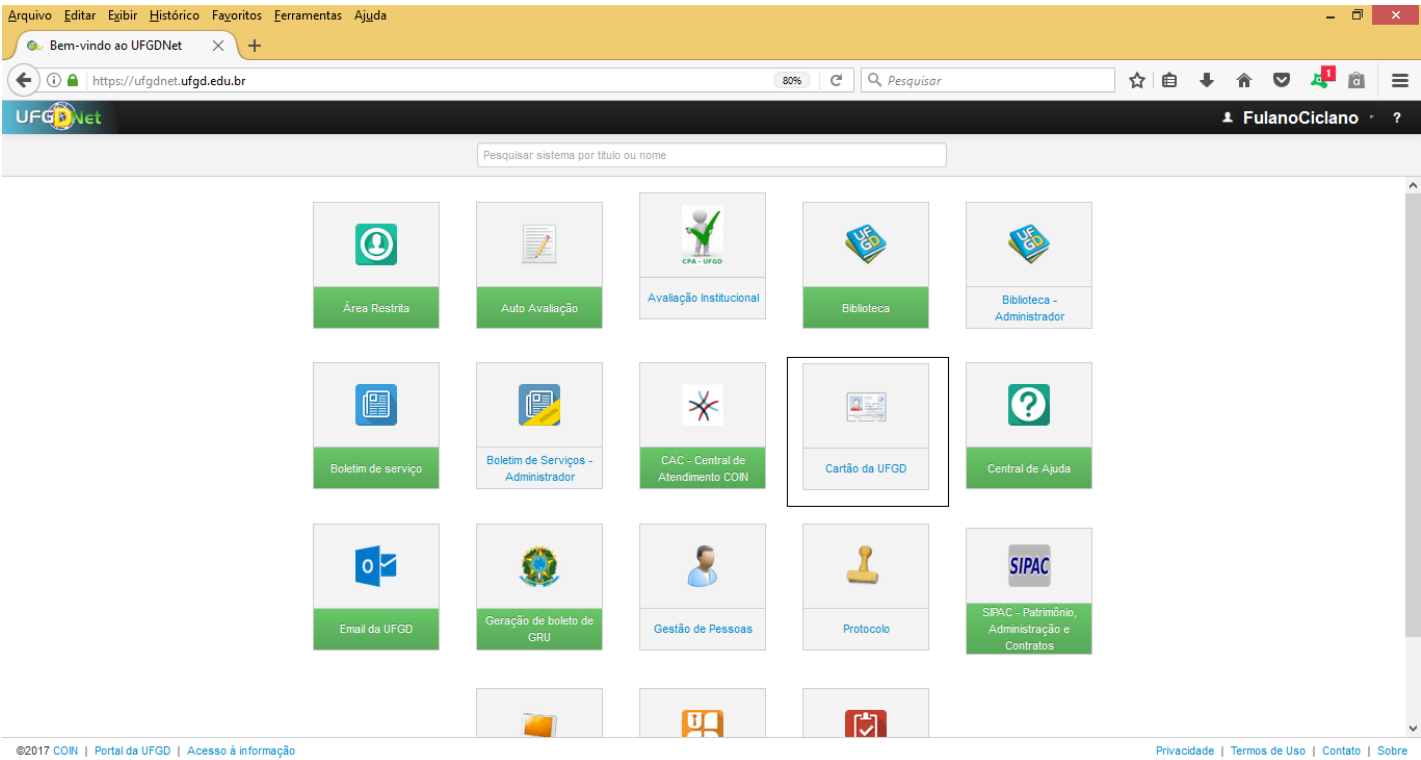 Arquivo Editar Exibir Histórico Favoritos Ferramentas Ajuda
Bem-vindo ao UFGDNet
https://ufgdnet.ufgd.edu.br
80%
Pesquisar
1
UFGDNet
FulanoCiclano
?
Pesquisar sistema por título ou nome
CPA - UFGD
UFGD
UFGD
Área Restrita
Auto Avaliação
Avaliação Institucional
Biblioteca
Biblioteca -
Administrador
Boletim de serviço
Boletim de Serviços -
Administrador
CAC - Central de
Atendimento COIN
Cartão da UFGD
Central de Ajuda
SIPAC
Email da UFGD
Geração de boleto de
GRU
Gestão de Pessoas
Protocolo
SIPAC - Patrimônio,
Administração e
Contratos
©2017 COIN | Portal da UFGD | Acesso à informação
Privacidade | Termos de Uso | Contato | Sobre